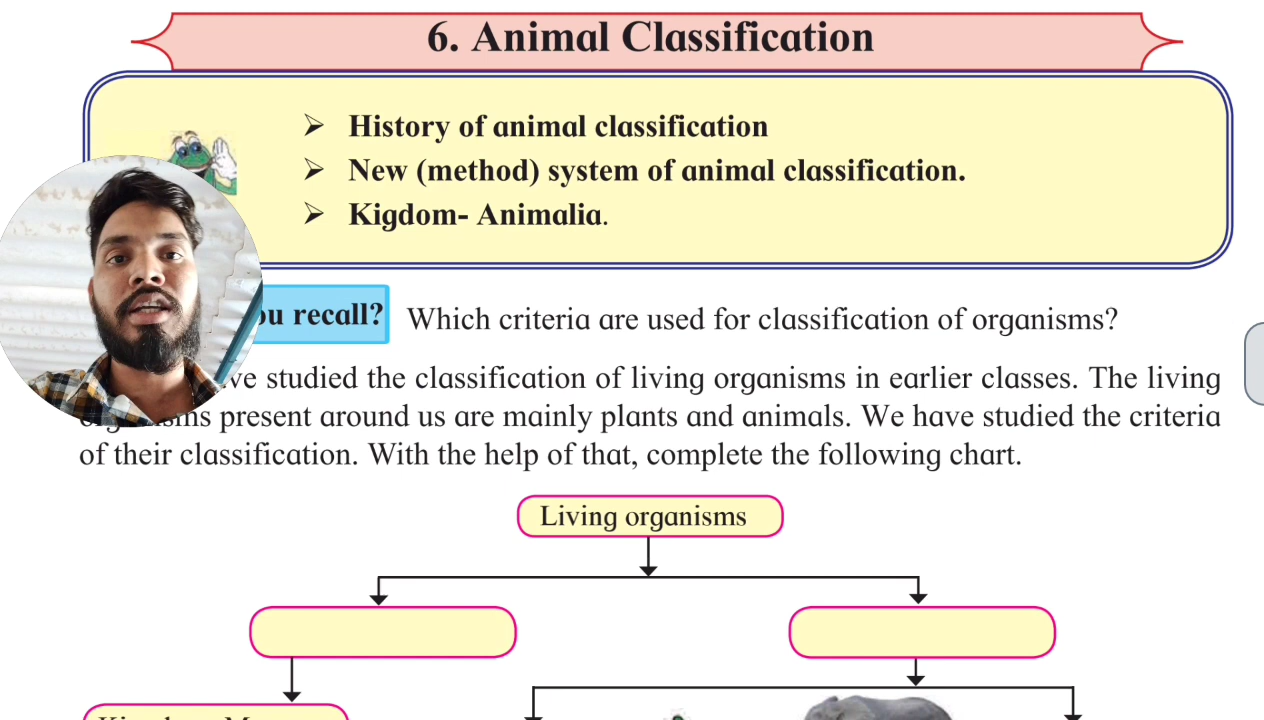 6. Animal Classification
➢ History of animal classification
➢ New (method) system of animal classification.
➢ Kigdom- Animalia.
recall?
Which criteria are used for classification of organisms?
studied the classification of living organisms in earlier classes. The living
present around us are mainly plants and animals. We have studied the criteria
of their classification. With the help of that, complete the following chart.
Living organisms